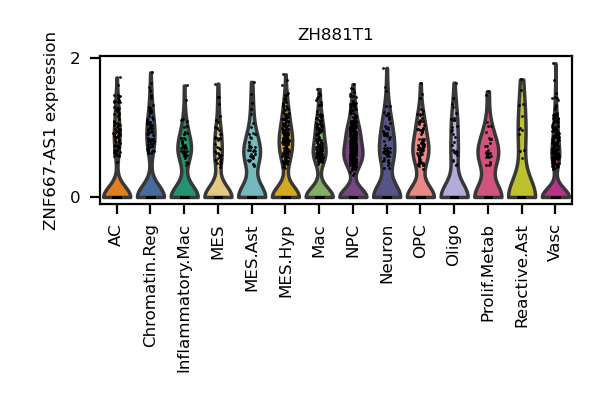 ZH881T1
ZNF667-AS1 expression
2
0
AC
Chromatin.Reg
Inflammatory.Mac
MES
MES.Ast
MES.Hyp
Mac
NPC
Neuron
OPC
Oligo
Prolif.Metab
Reactive.Ast
Vasc